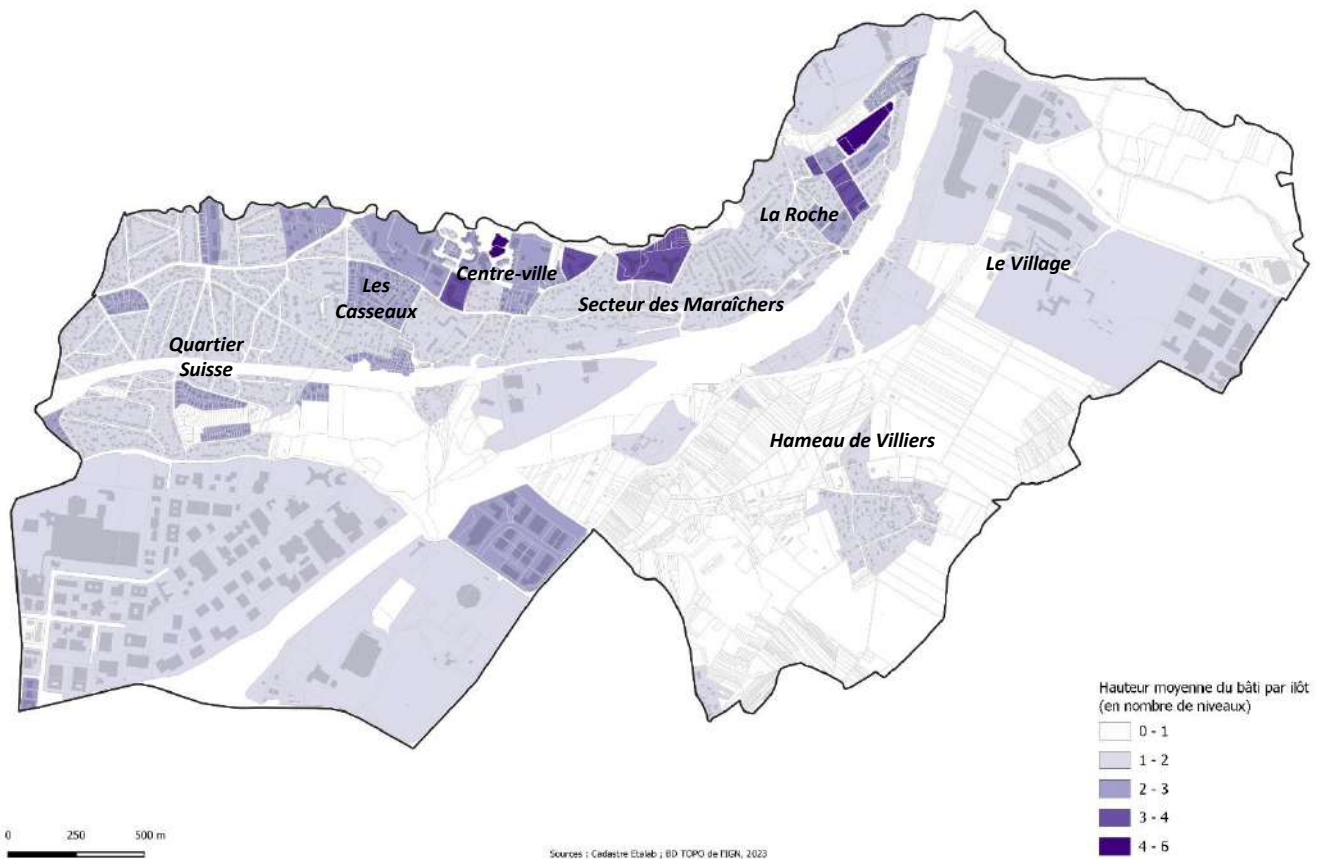 La Roche
Le Village
Centre-ville
Les
Casseaux
Secteur des Maraîchers
Quartier
Suisse
Hameau de Villiers
Hauteur moyenne du bâti par ilôt
(en nombre de niveaux)
0 - 1
1 - 2
2 - 3
3 - 4
4 - 6
0 250 500 m
Sources : Cadastre Etalab ; BD TOPO de l'IGN, 2023